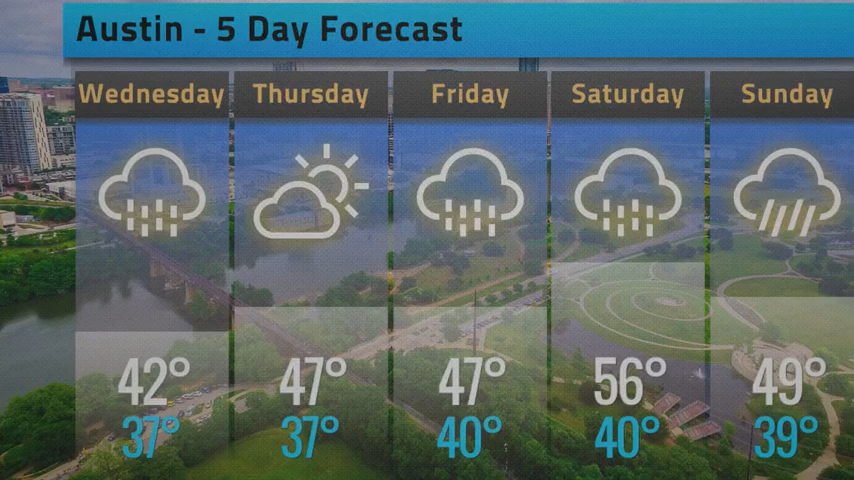 Austin - 5 Day Forecast
Wednesday Thursday Friday Saturday Sunday
42° 47° 47° 56° 49°
37° 37° 40° 40° 39°